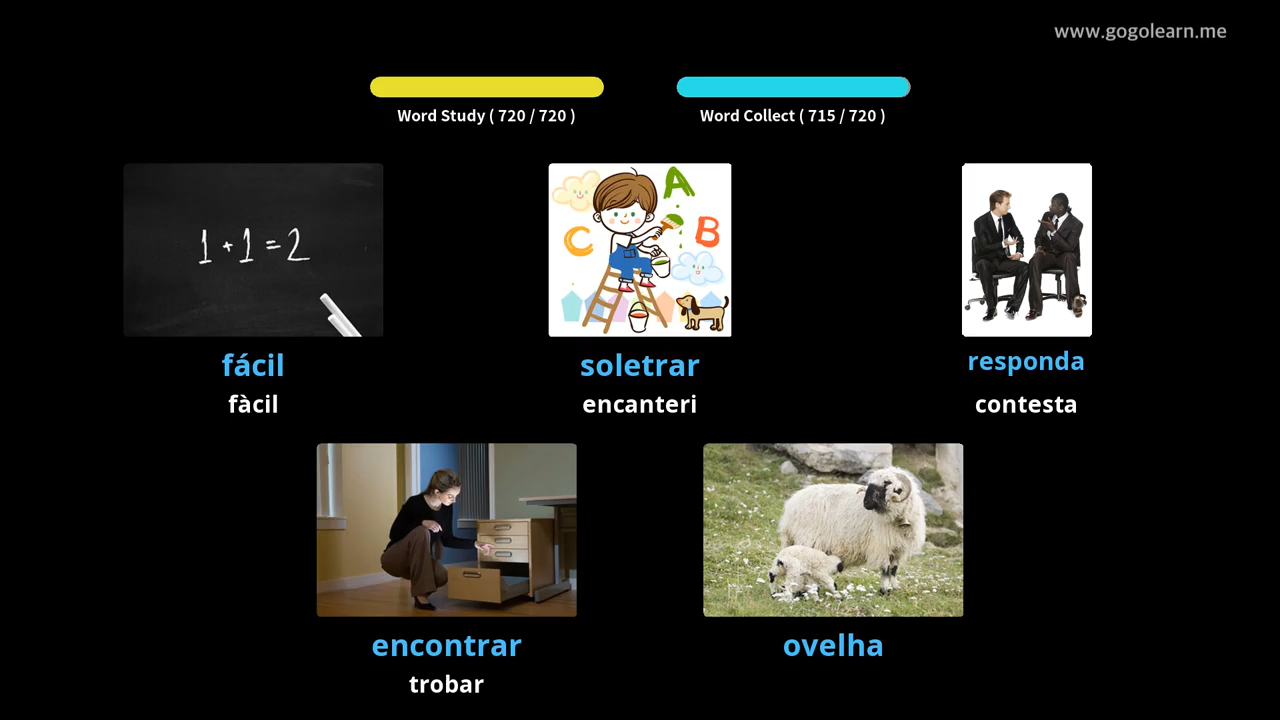 www.gogolearn.me
Word Study ( 720 / 720 )
Word Collect ( 715 / 720 )
1 + 1 = 2
A
B
C
fácil
soletrar
responda
fàcil
encanteri
contesta
encontrar
ovelha
trobar